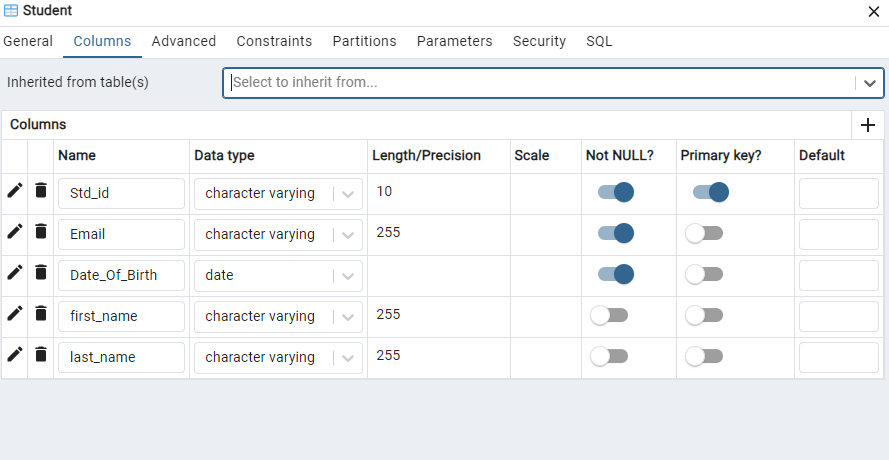 Student
General Columns Advanced Constraints Partitions Parameters Security SQL
Inherited from table(s) Select to inherit from...
Columns
Name Data type Length/Precision Scale Not NULL? Primary key? Default
Std_id character varying 10
Email character varying 255
Date_Of_Birth date
first_name character varying 255
last_name character varying 255